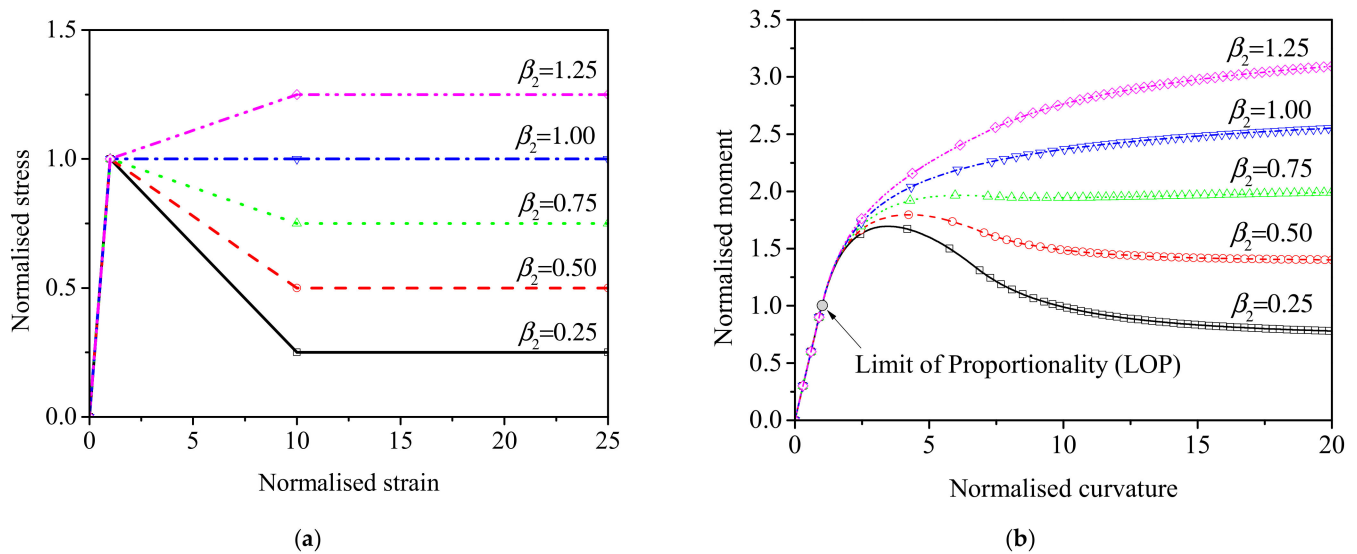 1.5
1.0
0.5
0.0
0
5
10
15
20
25
Normalised stress
Normalised strain
β2=1.25
β2=1.00
β2=0.75
β2=0.50
β2=0.25
(a)
3.5
3.0
2.5
2.0
1.5
1.0
0.5
0.0
0
5
10
15
20
Normalised moment
Normalised curvature
β2=1.25
β2=1.00
β2=0.75
β2=0.50
β2=0.25
Limit of Proportionality (LOP)
(b)